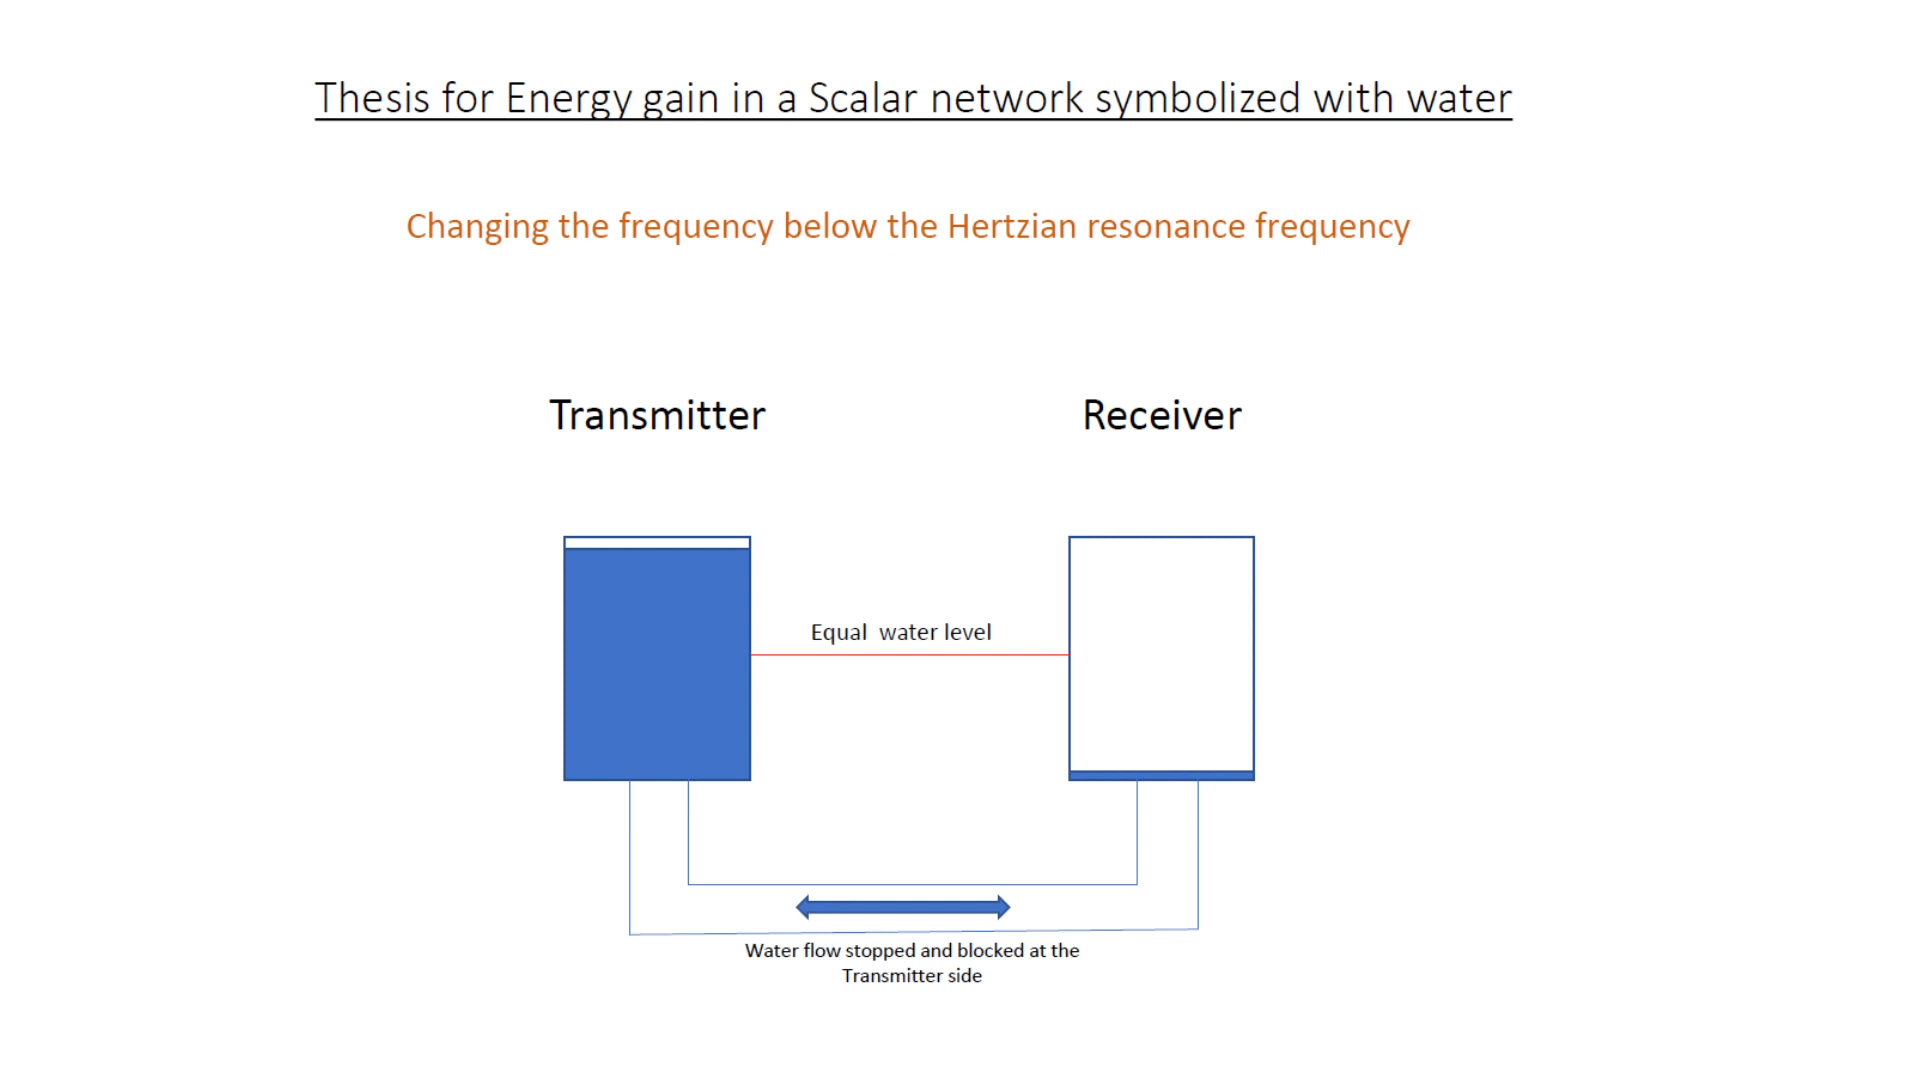 Thesis for Energy gain in a Scalar network symbolized with water
Changing the frequency below the Hertzian resonance frequency
Transmitter
Receiver
Equal water level
Water flow stopped and blocked at the
Transmitter side